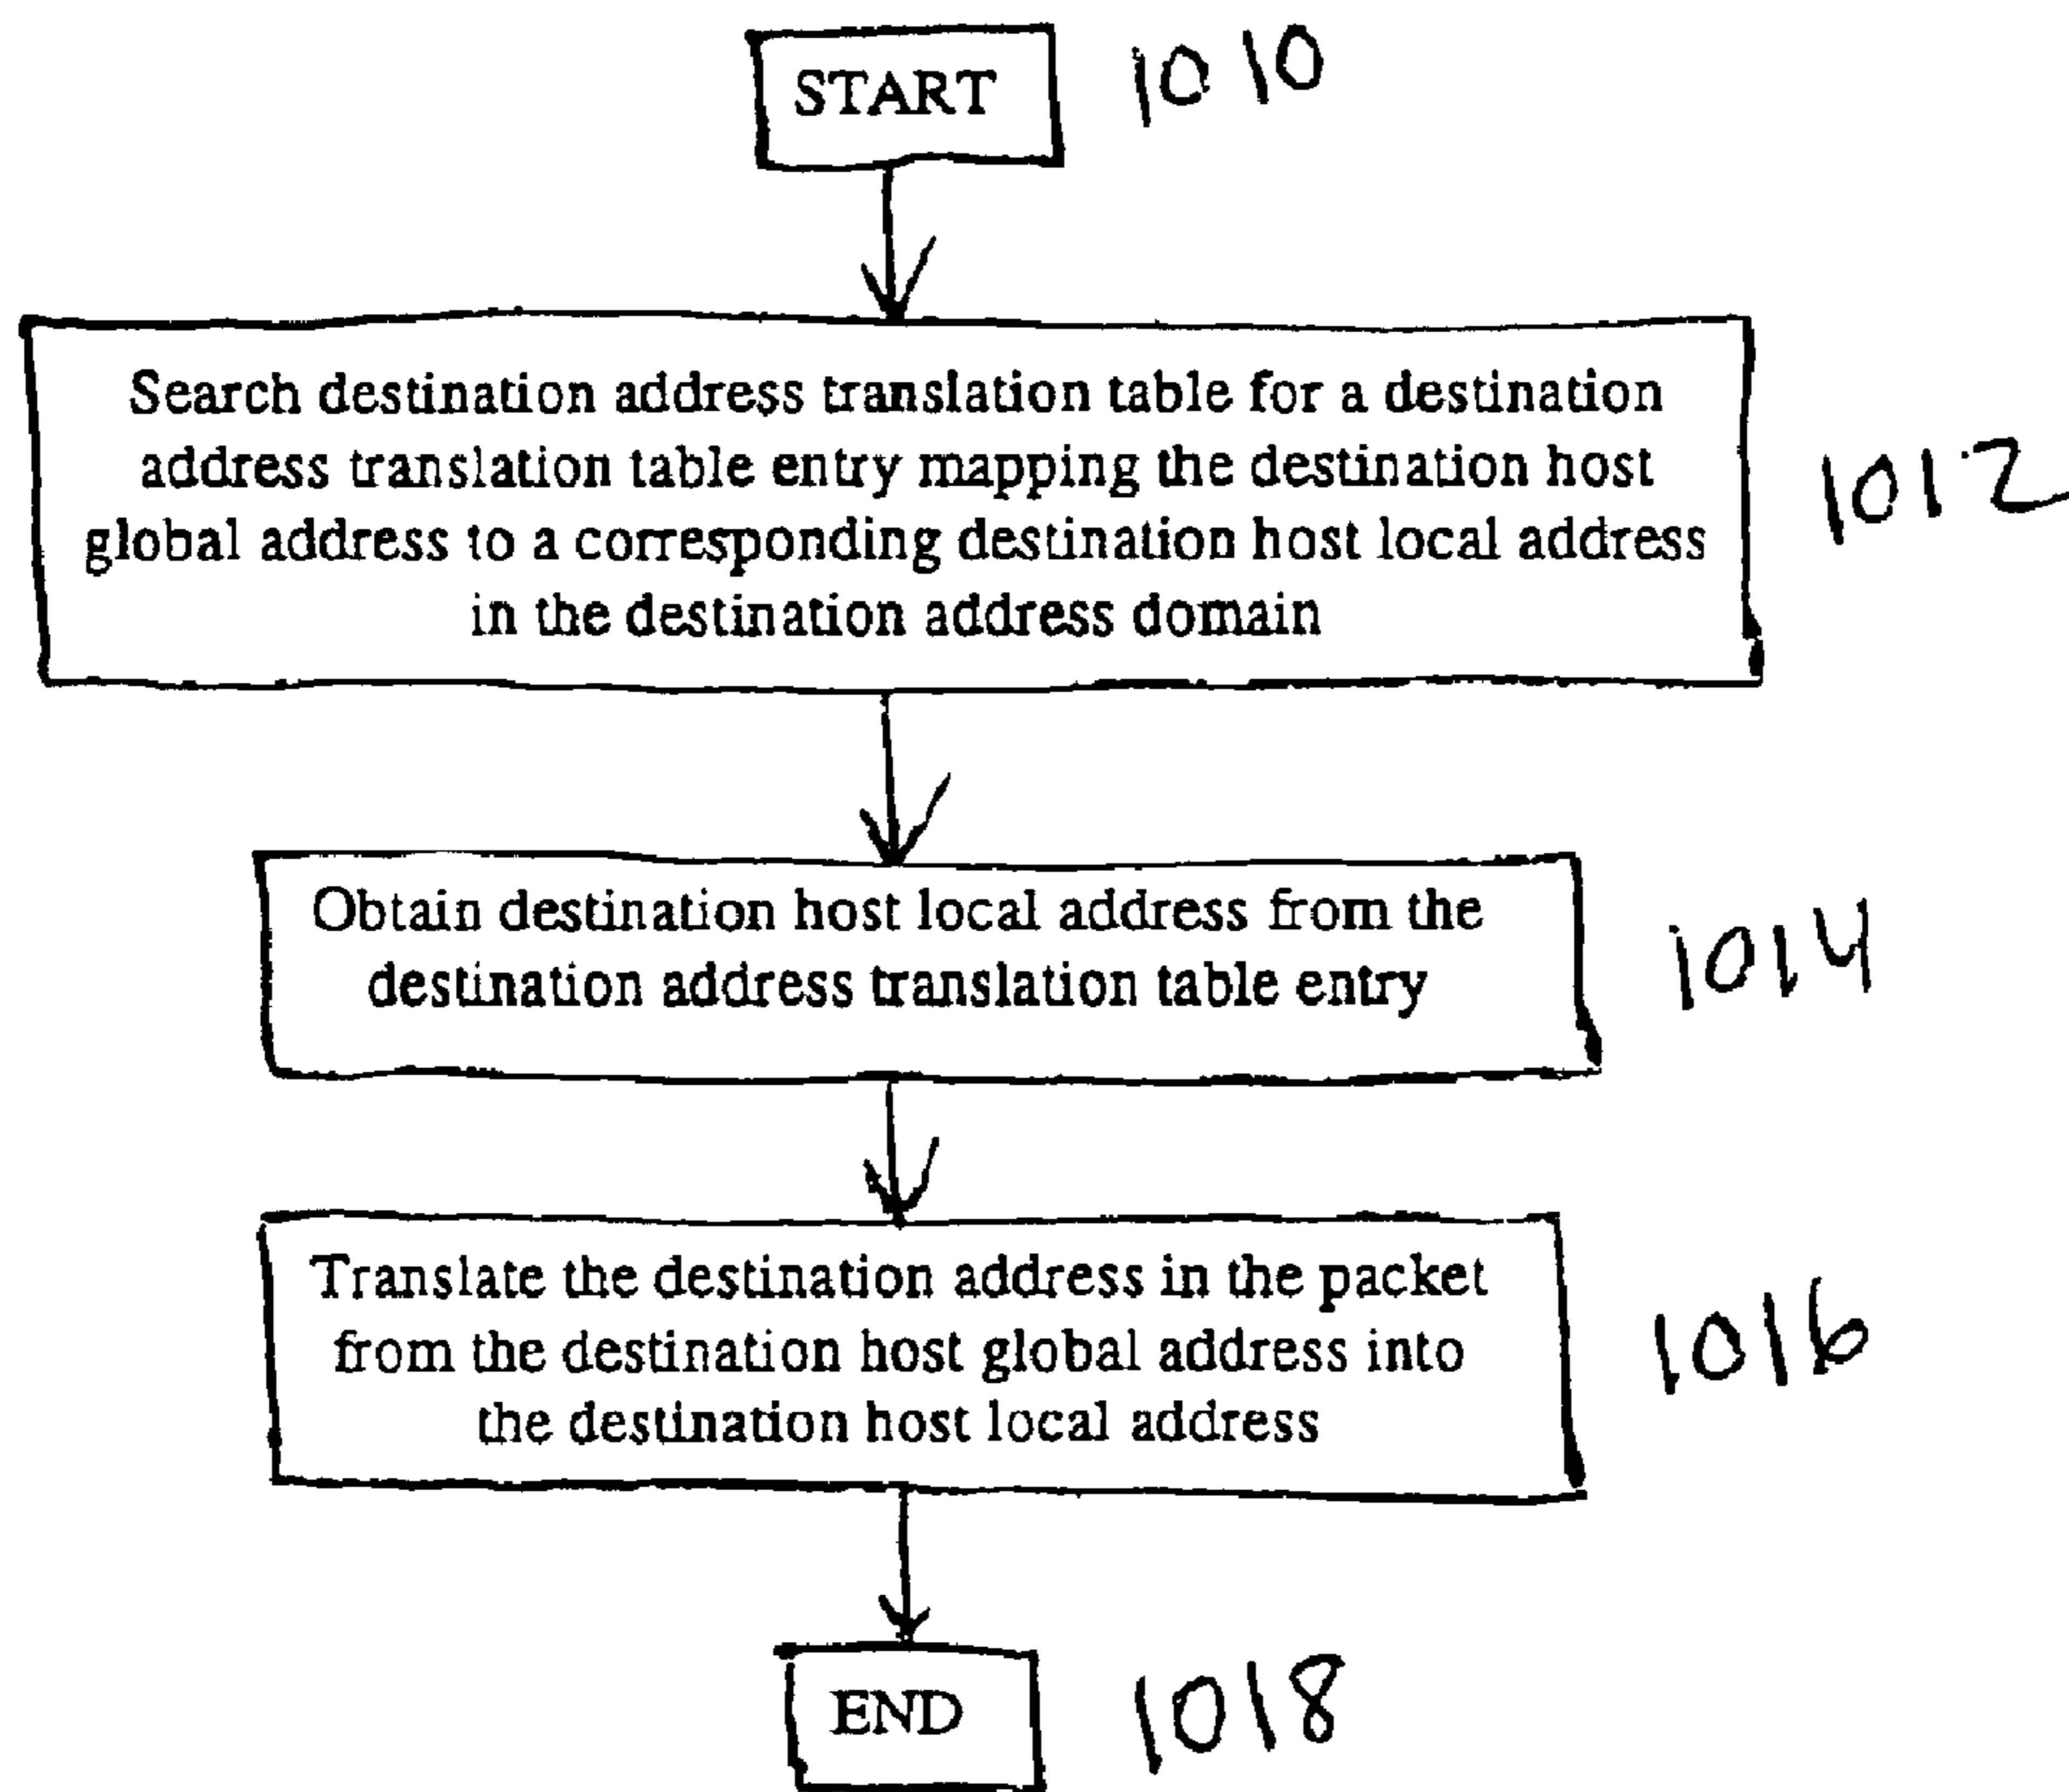 START
1010
Search destination address translation table for a destination
address translation table entry mapping the destination host
global address to a corresponding destination host local address
in the destination address domain
1012
Obtain destination host local address from the
destination address translation table entry
1014
Translate the destination address in the packet
from the destination host global address into
the destination host local address
1016
END
1018